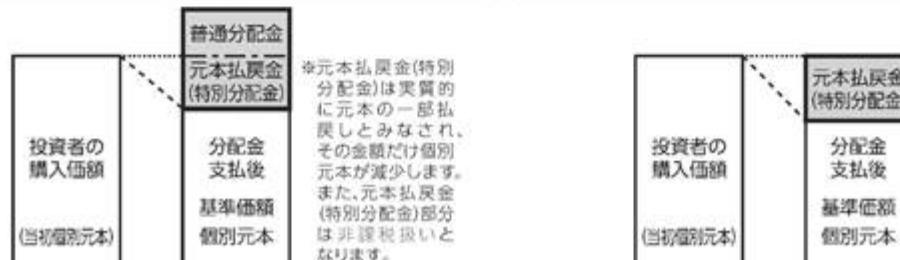 普通分配金
元本払戻金
(特別分配金)
投資者の
購入価額
(当初個別元本)
分配金
支払後
基準価額
個別元本
※元本払戻金(特別
分配金)は実質的
に元本の一部払
戻しとみなされ、
その金額だけ個別
元本が減少します。
また、元本払戻金
(特別分配金)部分
は非課税扱いと
なります。
投資者の
購入価額
(当初個別元本)
元本払戻金
(特別分配金
分配金
支払後
基準価額
個別元本